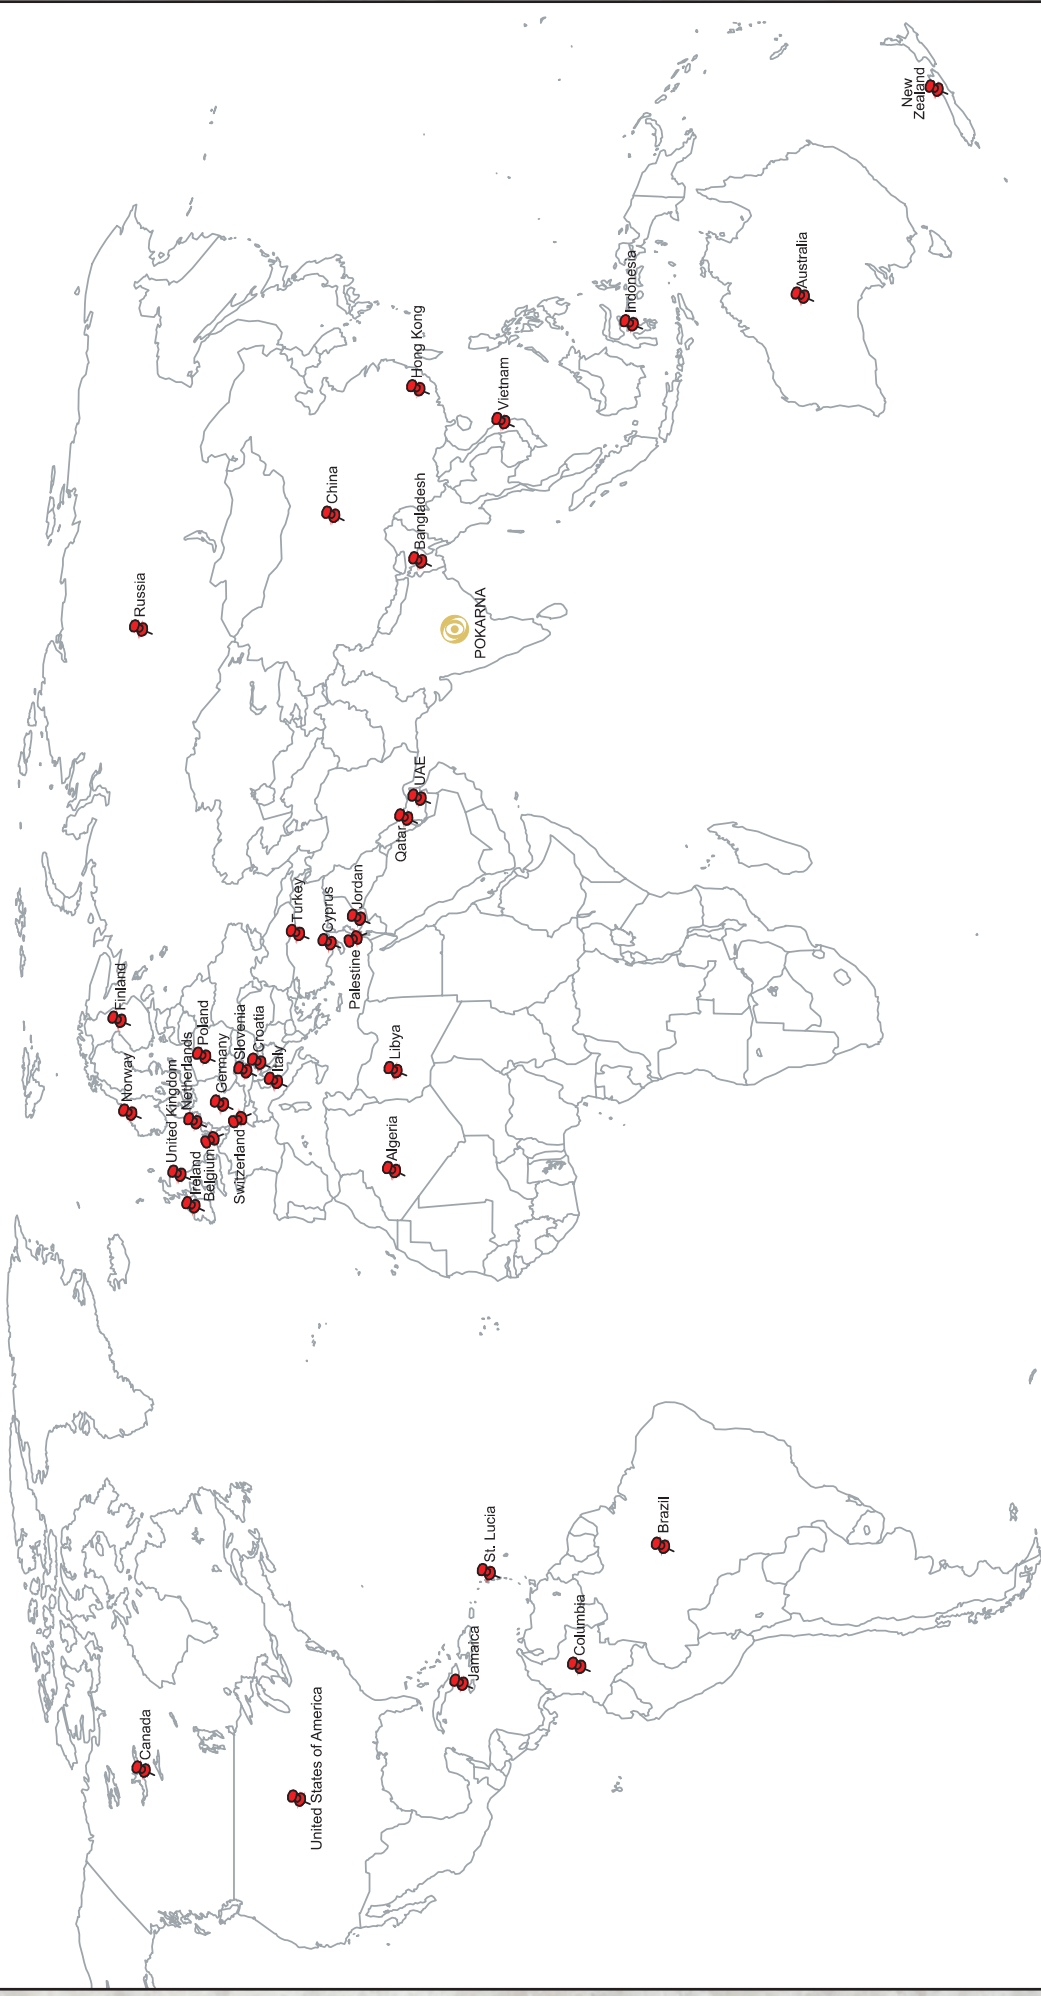 Canada
United States of America
Jamaica
St. Lucia
Columbia
Brazil
Norway
Finland
United Kingdom
Ireland
Netherlands
Belgium
Poland
Germany
Switzerland
Slovenia
Croatia
Italy
Turkey
Cyprus
Palestine
Jordan
Algeria
Libya
Qatar
UAE
Russia
China
Bangladesh
POKARNA
Hong Kong
Vietnam
Indonesia
Australia
New
Zealand